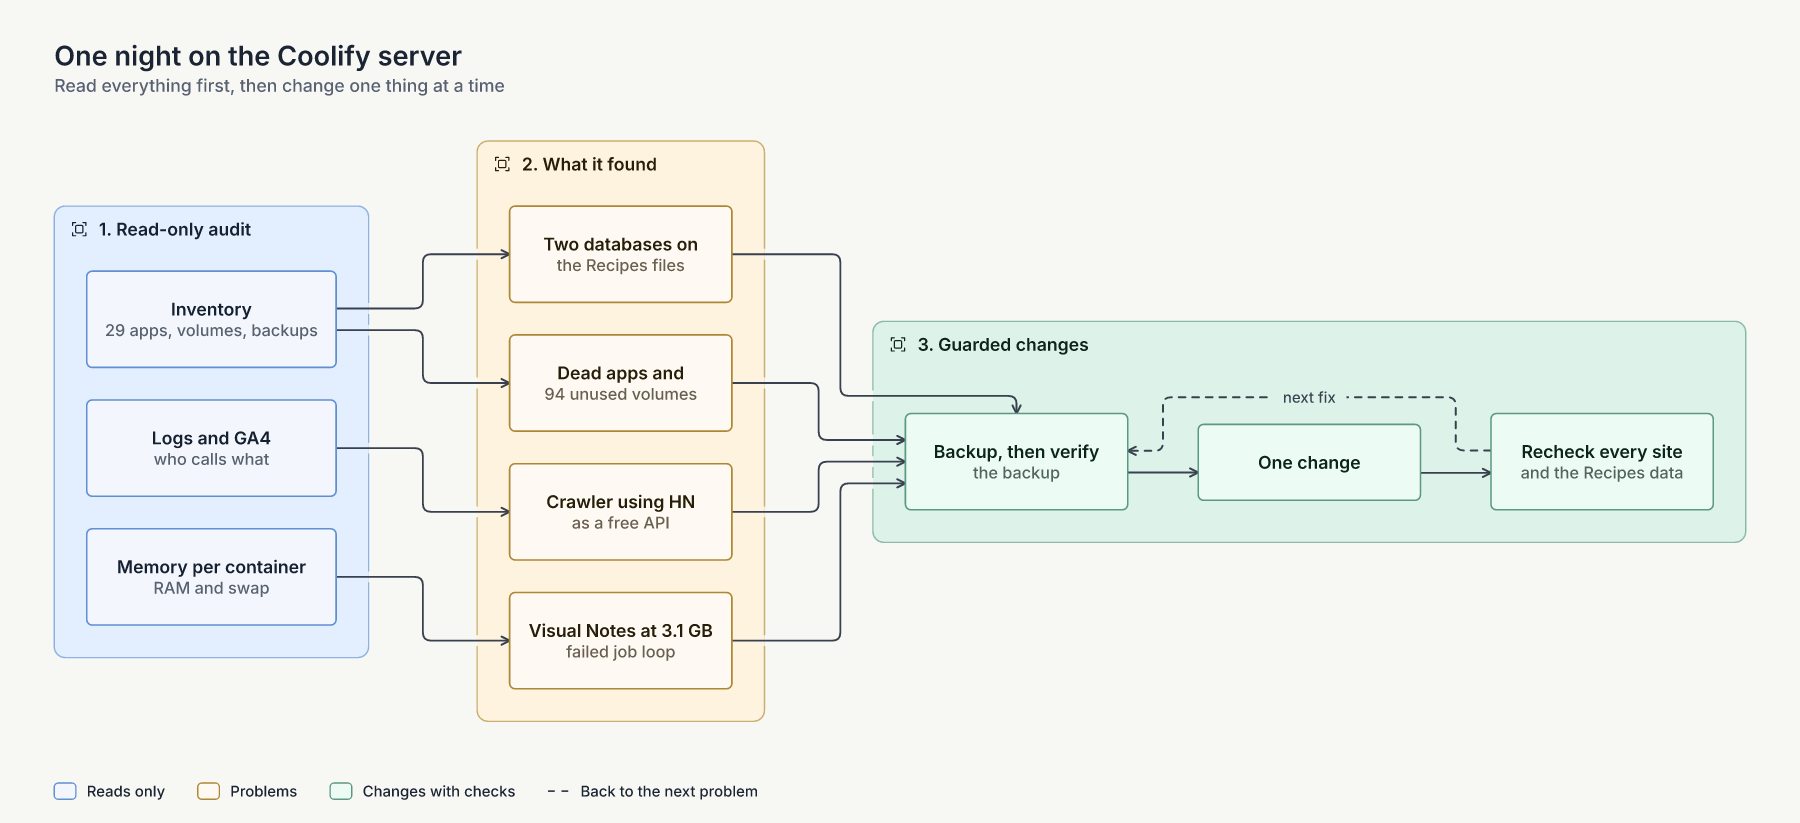 One night on the Coolify server
Read everything first, then change one thing at a time
1. Read-only audit
Inventory
29 apps, volumes, backups
Logs and GA4
who calls what
Memory per container
RAM and swap
2. What it found
Two databases on
the Recipes files
Dead apps and
94 unused volumes
Crawler using HN
as a free API
Visual Notes at 3.1 GB
failed job loop
3. Guarded changes
next fix
Backup, then verify
the backup
One change
Recheck every site
and the Recipes data
Reads only
Problems
Changes with checks
Back to the next problem